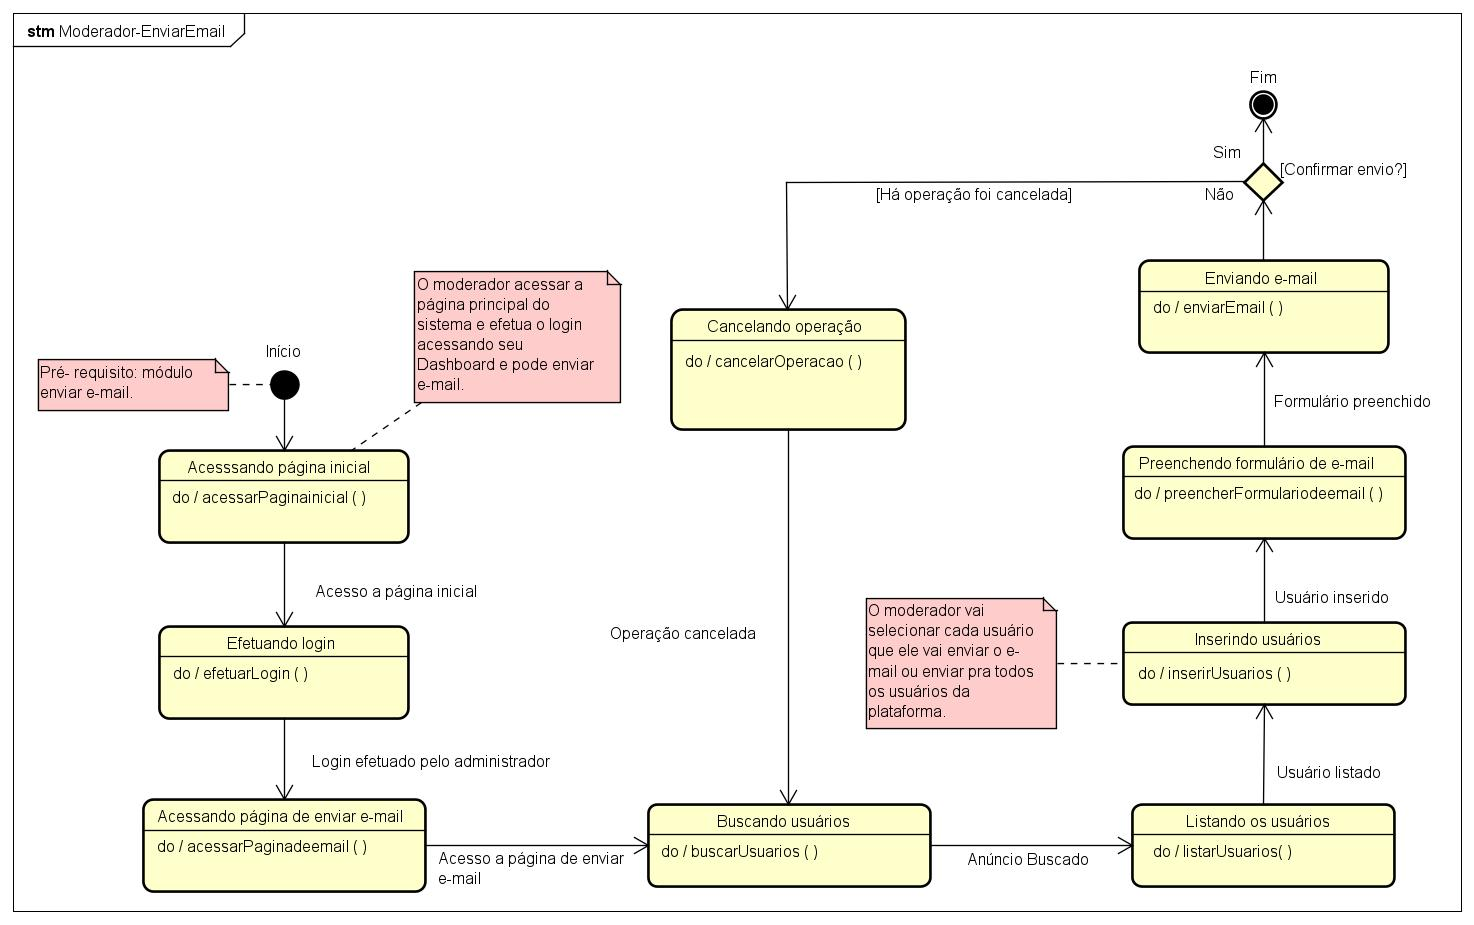 stm Moderador-EnviarEmail
Fim
Sim
[Confirmar envio?]
Não
[Há operação foi cancelada]
Enviando e-mail
do / enviarEmail ( )
O moderador acessar a
página principal do
sistema e efetua o login
acessando seu
Dashboard e pode enviar
e-mail.
Cancelando operação
do / cancelarOperacao ( )
Início
Pré- requisito: módulo
enviar e-mail.
Formulário preenchido
Acesssando página inicial
do / acessarPaginainicial ( )
Preenchendo formulário de e-mail
do / preencherFormulariodeemail ( )
Acesso a página inicial
Usuário inserido
O moderador vai
selecionar cada usuário
que ele vai enviar o e-
mail ou enviar pra todos
os usuários da
plataforma.
Operação cancelada
Efetuando login
do / efetuarLogin ( )
Inserindo usuários
do / inserirUsuarios ( )
Login efetuado pelo administrador
Usuário listado
Acessando página de enviar e-mail
do / acessarPaginadeemail ( )
Acesso a página de enviar
e-mail
Buscando usuários
do / buscarUsuarios ( )
Anúncio Buscado
Listando os usuários
do / listarUsuarios( )